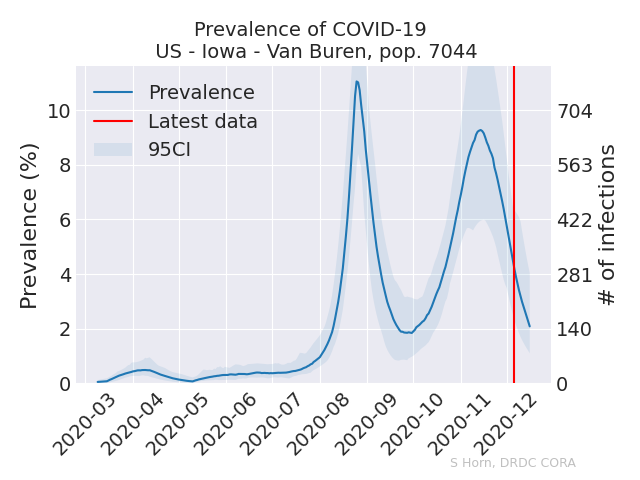 Prevalence of COVID-19
US - Iowa - Van Buren, pop. 7044
Prevalence
Latest data
95CI
Prevalence (%)
10
8
6
4
2
0
704
563
422
281
140
0
# of infections
2020-03
2020-04
2020-05
2020-06
2020-07
2020-08
2020-09
2020-10
2020-11
2020-12
S Horn, DRDC CORA